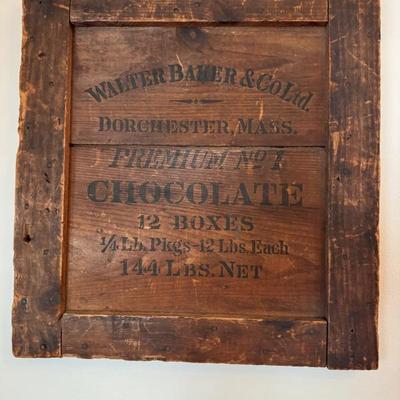 WALTER BAKER & CO. Ltd.
DORCHESTER, MASS.
PREMIUM No 1
CHOCOLATE
12 BOXES
1/4 Lb. Pkgs-12 Lbs. Each
144 LBS. NET